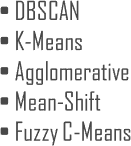 • DBSCAN
• K-Means
• Agglomerative
• Mean-Shift
• Fuzzy C-Means